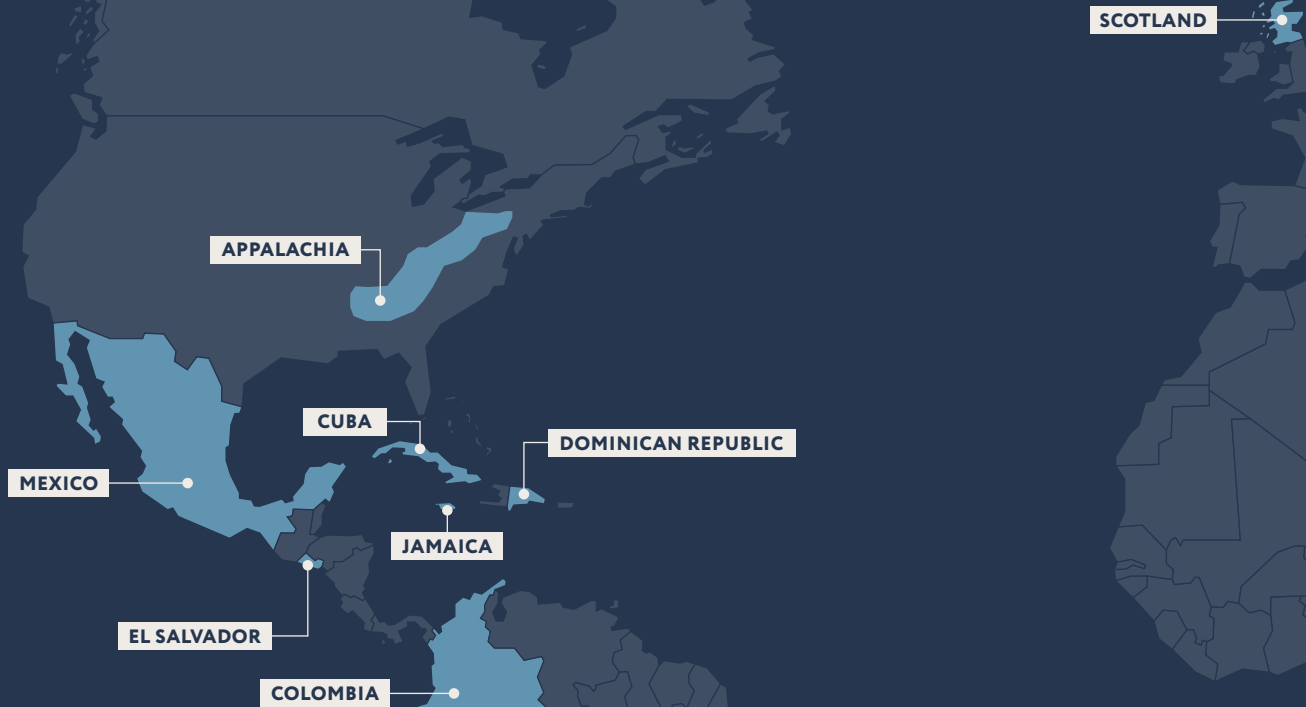 SCOTLAND
APPALACHIA
CUBA
DOMINICAN REPUBLIC
MEXICO
JAMAICA
EL SALVADOR
COLOMBIA